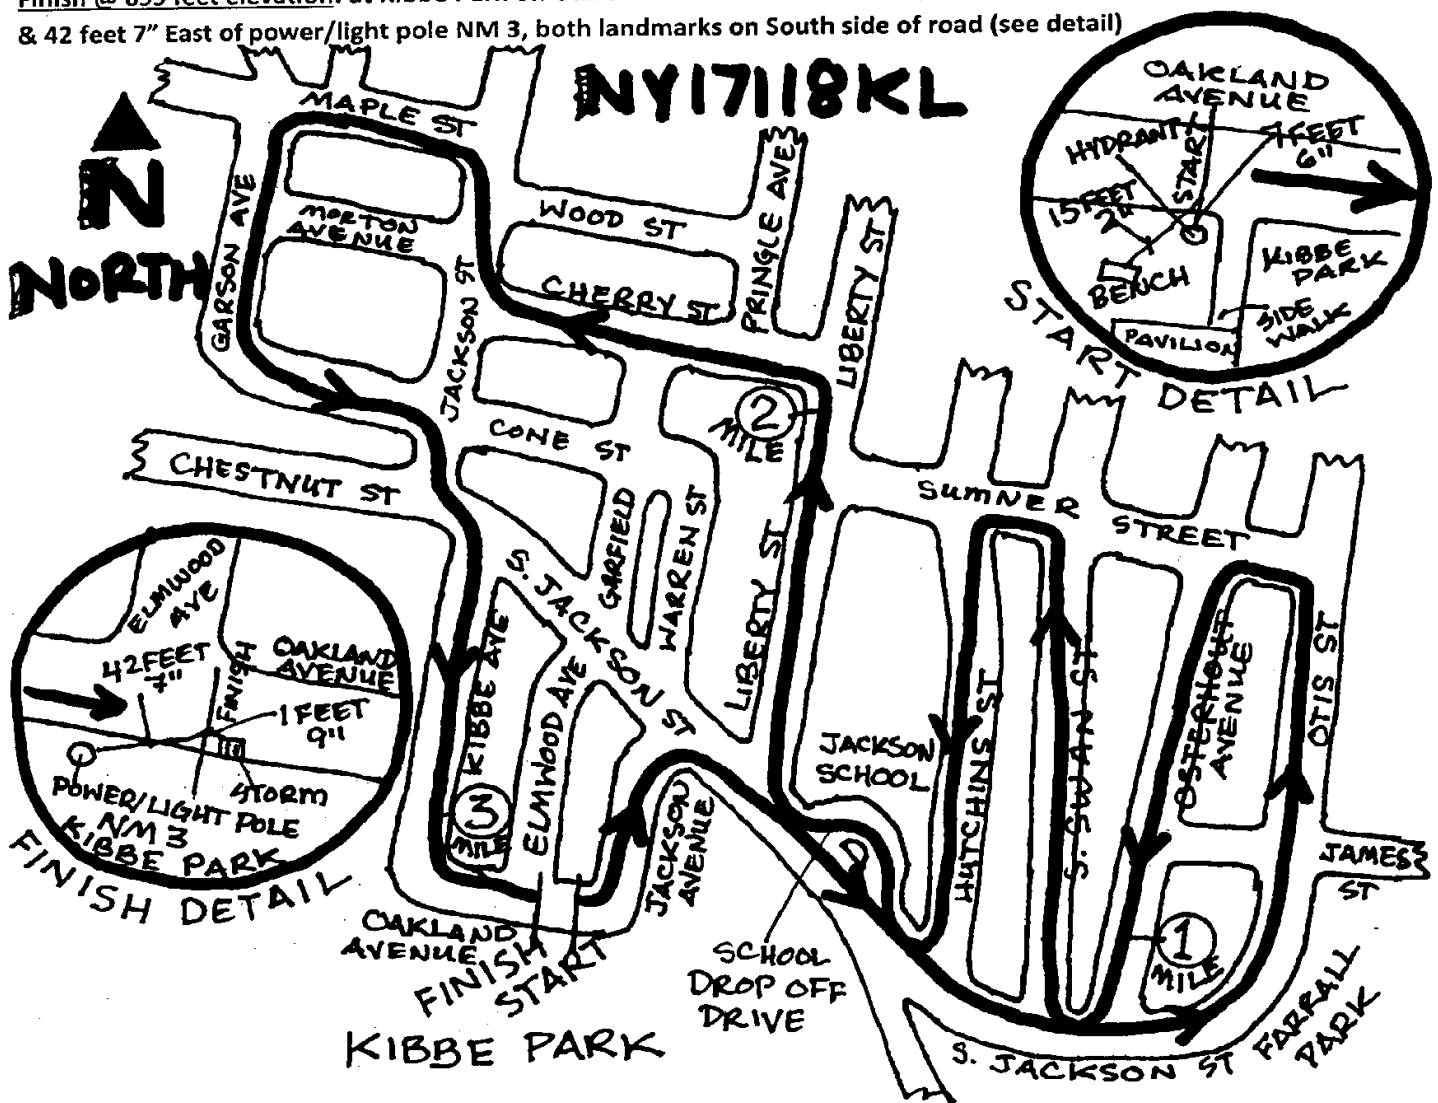 & 42 feet 7” East of power/light pole NM 3, both landmarks on South side of road (see detail)
NY17118KL
N
NORTH
MAPLE ST
GARSON AVE
MORTON
AVENUE
JACKSON ST
WOOD ST
CHERRY ST
PRINGLE AVE
LIBERTY ST
OAKLAND
AVENUE
HYDRANT
START
1 FEET
6"
15 FEET
2"
BENCH
KIBBE
PARK
SIDE
WALK
PAVILION
START DETAIL
2
MILE
CONE ST
CHESTNUT ST
GARFIELD
WARREN ST
LIBERTY ST
SUMNER STREET
S. JACKSON ST
KIBBE AVE
ELMWOOD AVE
JACKSON
SCHOOL
HUTCHINS ST
S. SWAN ST
OSTERHOUT
AVENUE
OTIS ST
JAMES
ST
ELMWOOD
AVE
42 FEET
7"
FINISH
OAKLAND
AVENUE
1 FEET
9"
STORM
POWER/LIGHT POLE
NM 3
KIBBE PARK
FINISH DETAIL
3
MILE
JACKSON
AVENUE
OAKLAND
AVENUE
FINISH
START
KIBBE PARK
SCHOOL
DROP OFF
DRIVE
1
MILE
FARRALL
PARK
S. JACKSON ST